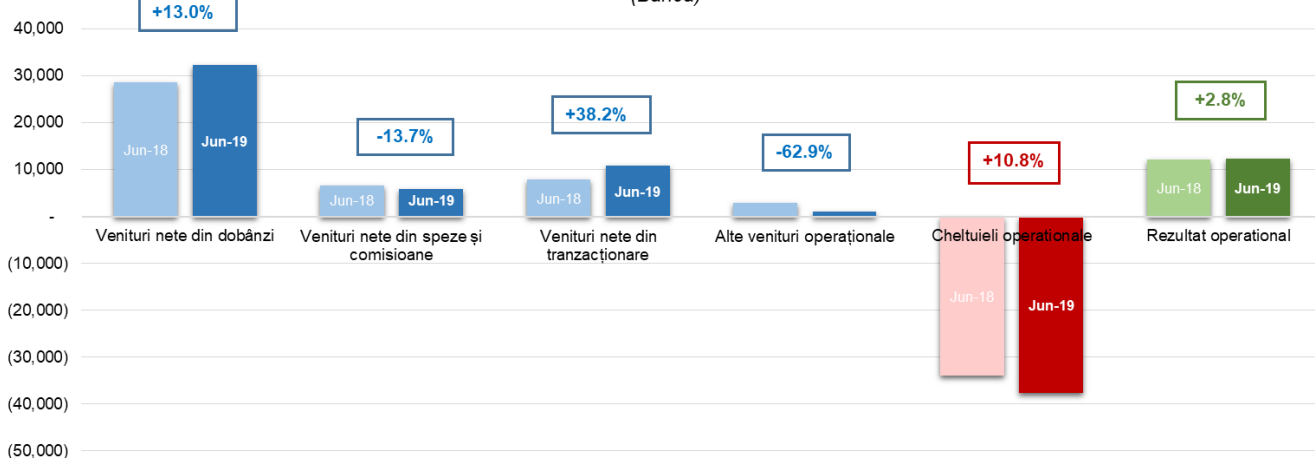 (Banca)
+13.0%
40,000
30,000
20,000
10,000
-
(10,000)
(20,000)
(30,000)
(40,000)
(50,000)
-13.7%
+38.2%
-62.9%
+10.8%
+2.8%
Jun-18
Jun-19
Jun-18
Jun-19
Jun-18
Jun-19
Jun-18
Jun-19
Jun-18
Jun-19
Venituri nete din dobânzi
Venituri nete din speze și
comisioane
Venituri nete din
tranzacționare
Alte venituri operaționale
Cheltuieli operationale
Rezultat operational